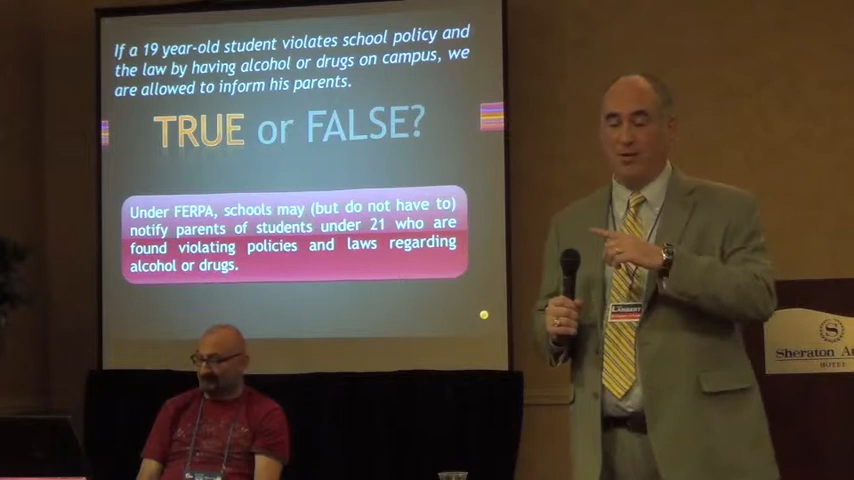 If a 19 year-old student violates school policy and
the law by having alcohol or drugs on campus, we
are allowed to inform his parents.
TRUE or FALSE?
Under FERPA, schools may (but do not have to)
notify parents of students under 21 who are
found violating policies and laws regarding
alcohol or drugs.
LAMBERT
Sheraton
HOTEL